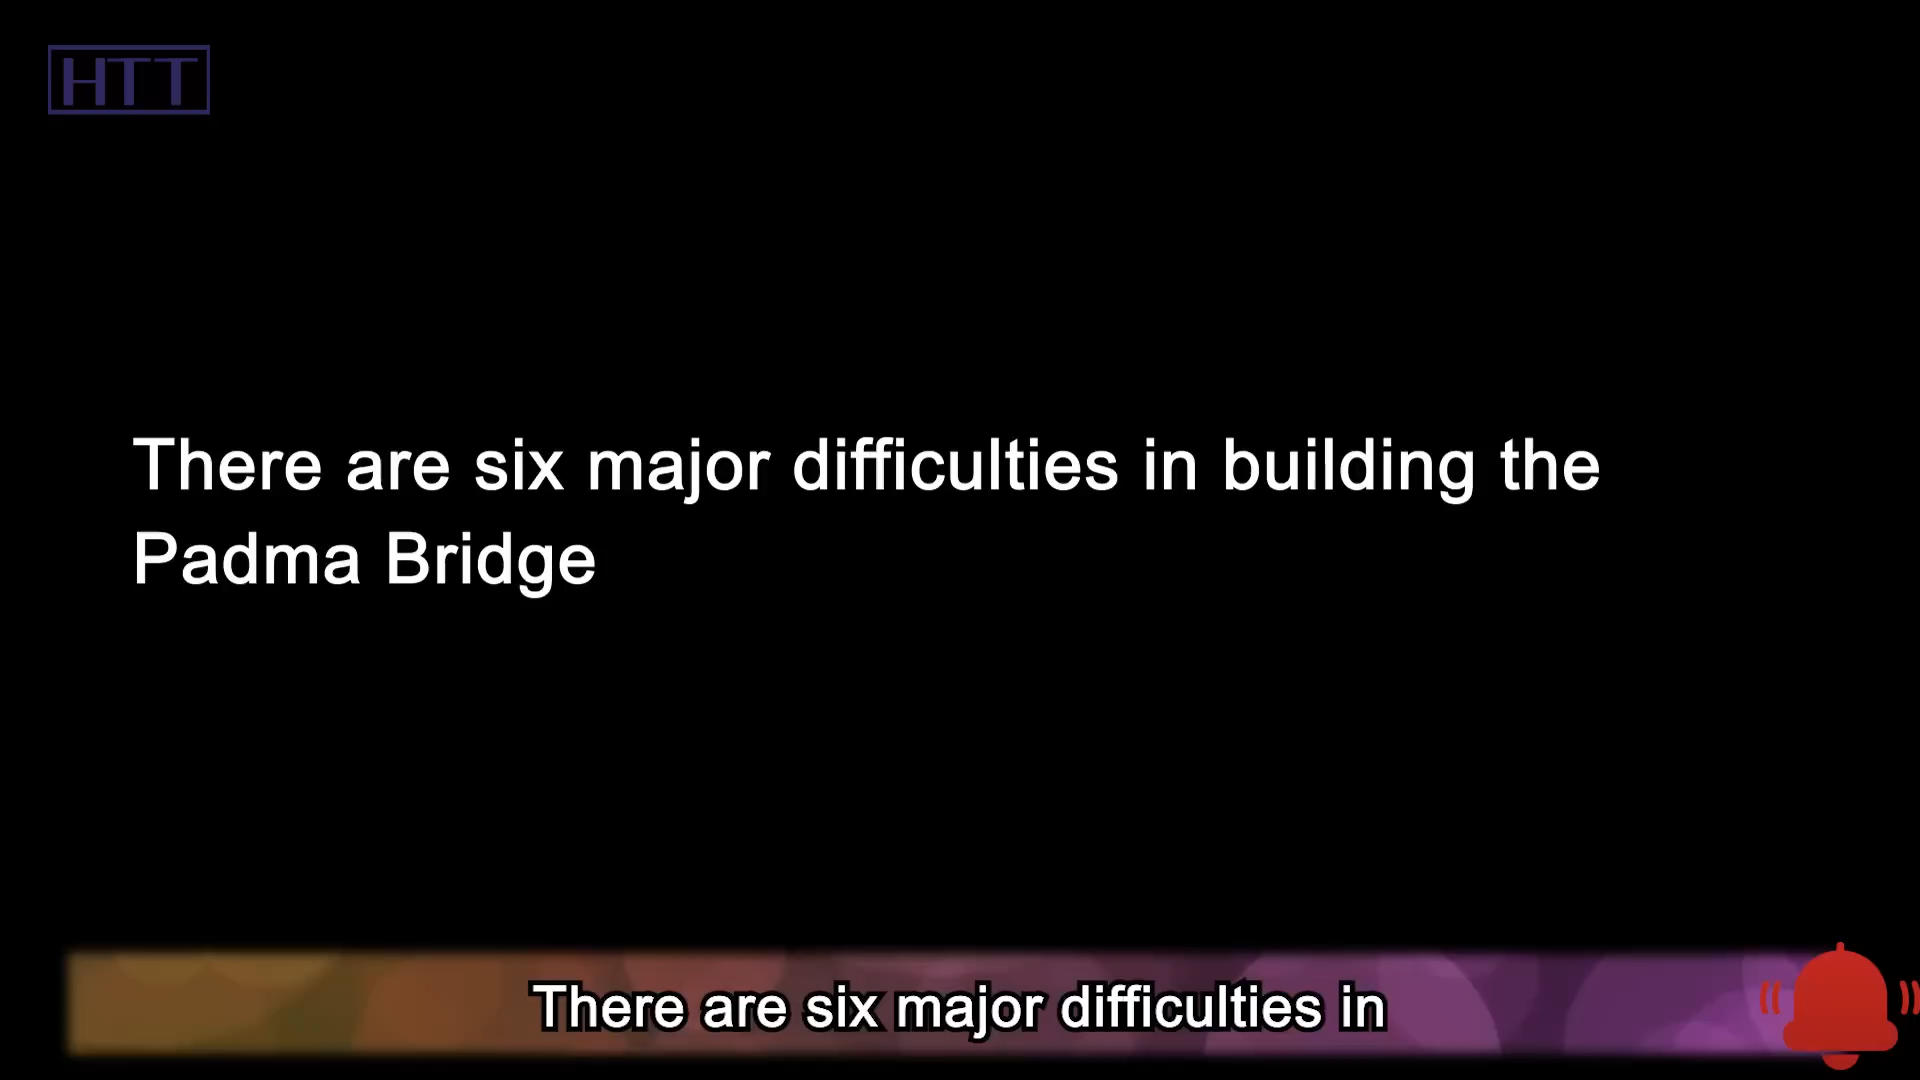 HTT
There are six major difficulties in building the
Padma Bridge
There are six major difficulties in